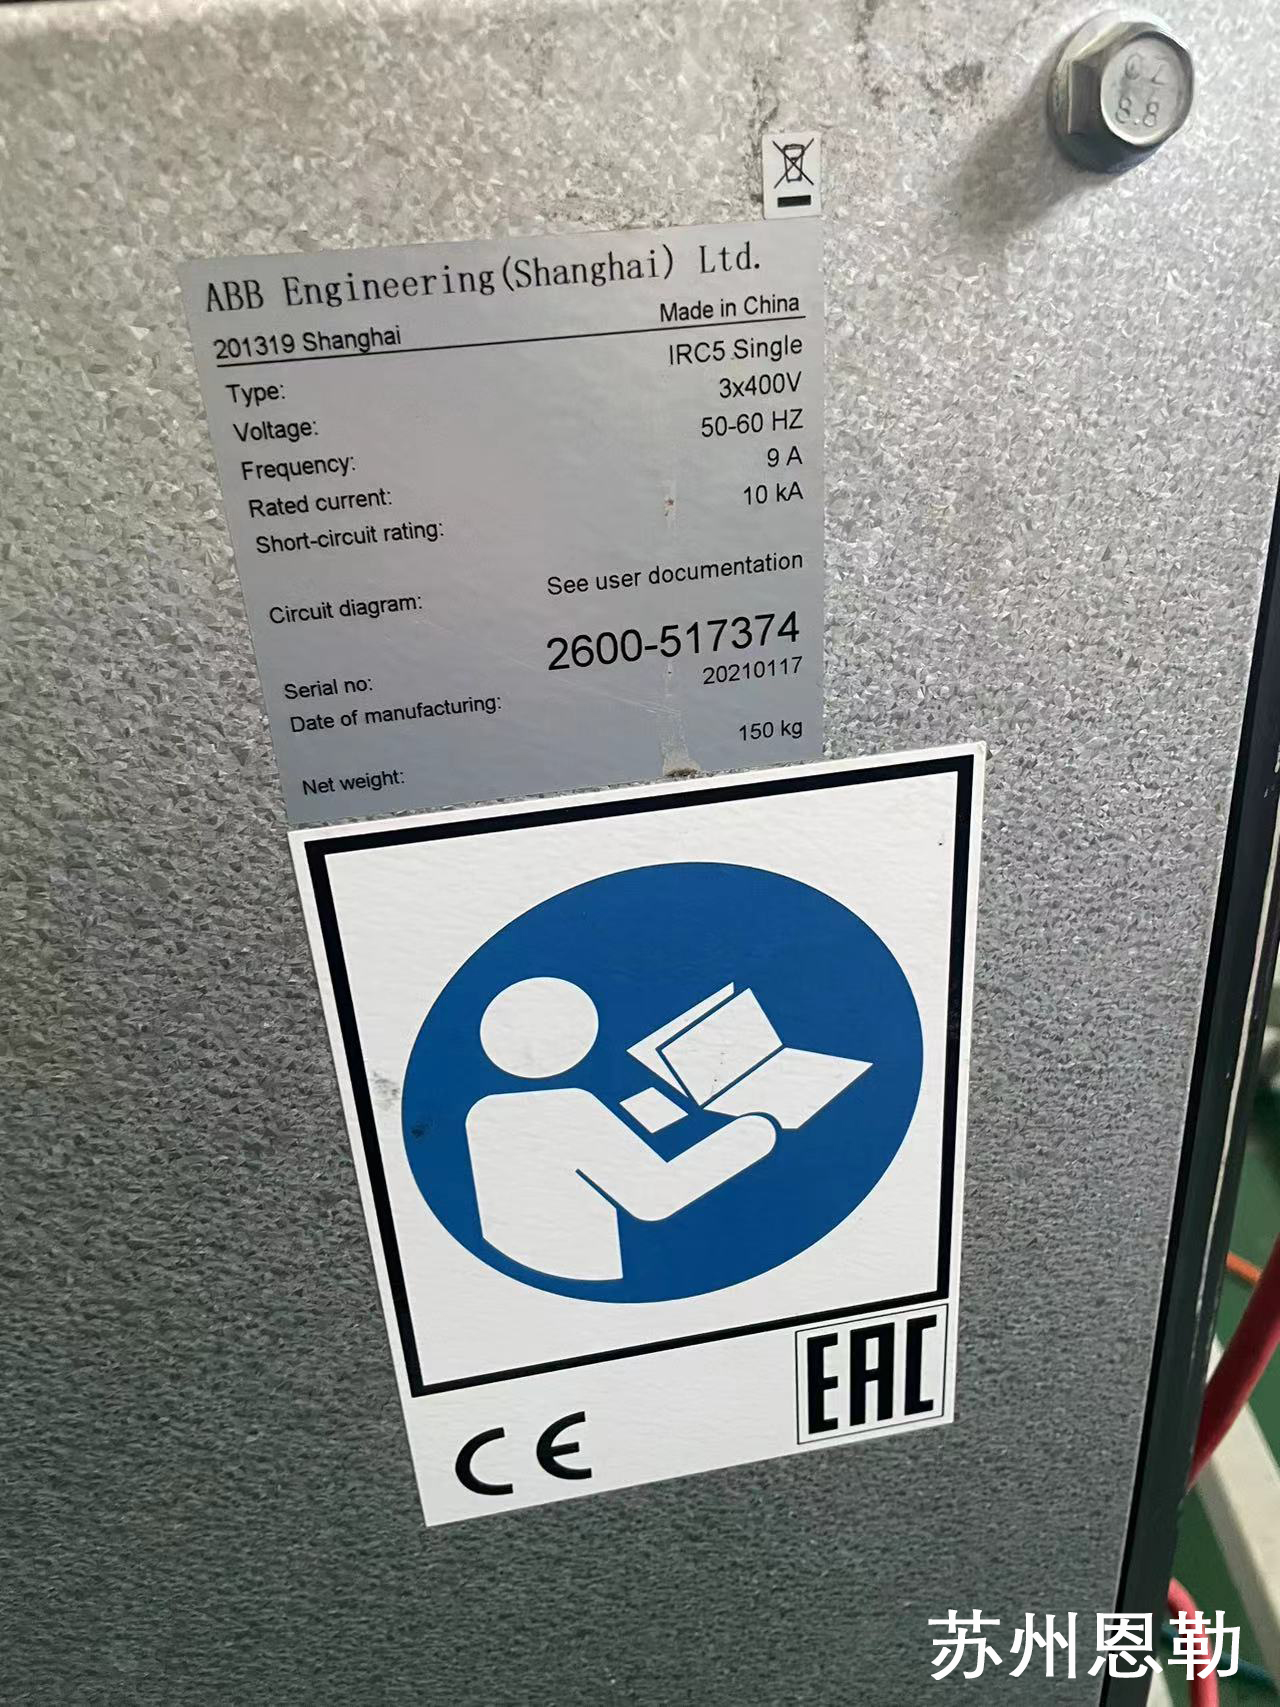 OZ
8.8
ABB Engineering(Shanghai) Ltd.
201319 Shanghai Made in China
Type: IRC5 Single
Voltage: 3x400V
Frequency: 50-60 HZ
Rated current: 9 A
Short-circuit rating: 10 kA
Circuit diagram: See user documentation
Serial no: 2600-517374
Date of manufacturing: 20210117
Net weight: 150 kg
EAC
CE
苏州恩勒